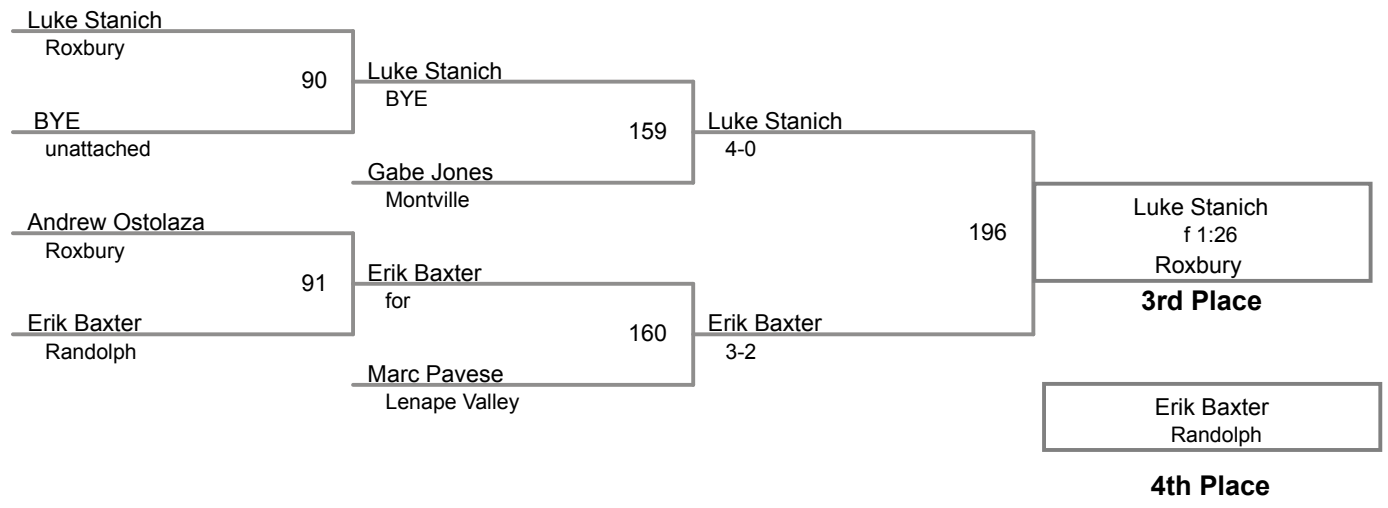 Luke Stanich
Roxbury
90
BYE
unattached
Andrew Ostolaza
Roxbury
91
Erik Baxter
Randolph
Luke Stanich
BYE
159
Gabe Jones
Montville
Erik Baxter
for
160
Marc Pavese
Lenape Valley
Luke Stanich
4-0
196
Erik Baxter
3-2
Luke Stanich
f 1:26
Roxbury
3rd Place
Erik Baxter
Randolph
4th Place